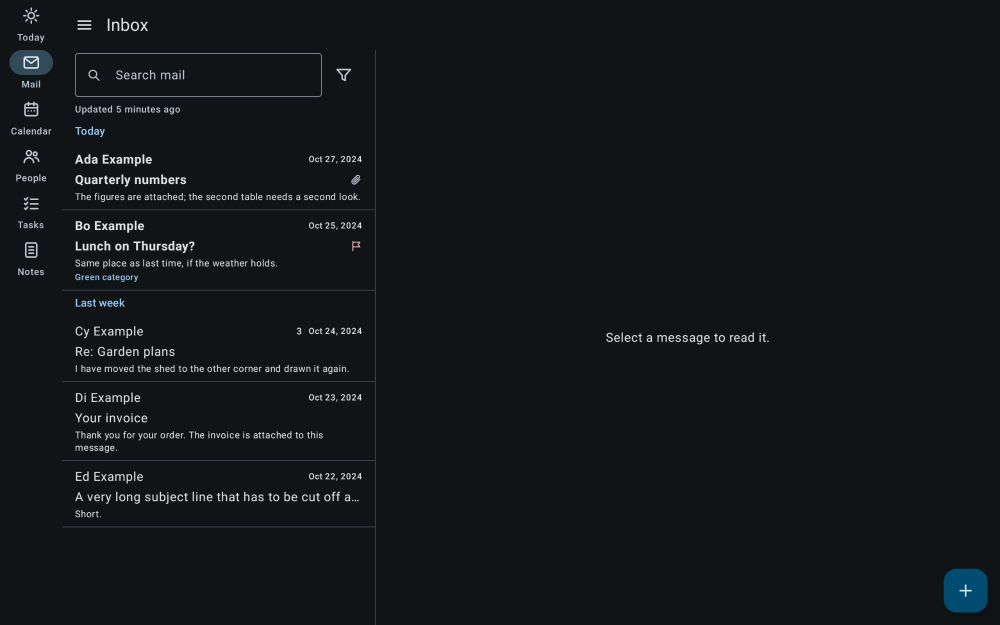 Today
Mail
Calendar
People
Tasks
Notes
Inbox
Search mail
Updated 5 minutes ago
Today
Ada Example Oct 27, 2024
Quarterly numbers
The figures are attached; the second table needs a second look.
Bo Example Oct 25, 2024
Lunch on Thursday?
Same place as last time, if the weather holds.
Green category
Last week
Cy Example 3 Oct 24, 2024
Re: Garden plans
I have moved the shed to the other corner and drawn it again.
Di Example Oct 23, 2024
Your invoice
Thank you for your order. The invoice is attached to this
message.
Ed Example Oct 22, 2024
A very long subject line that has to be cut off a…
Short.
Select a message to read it.